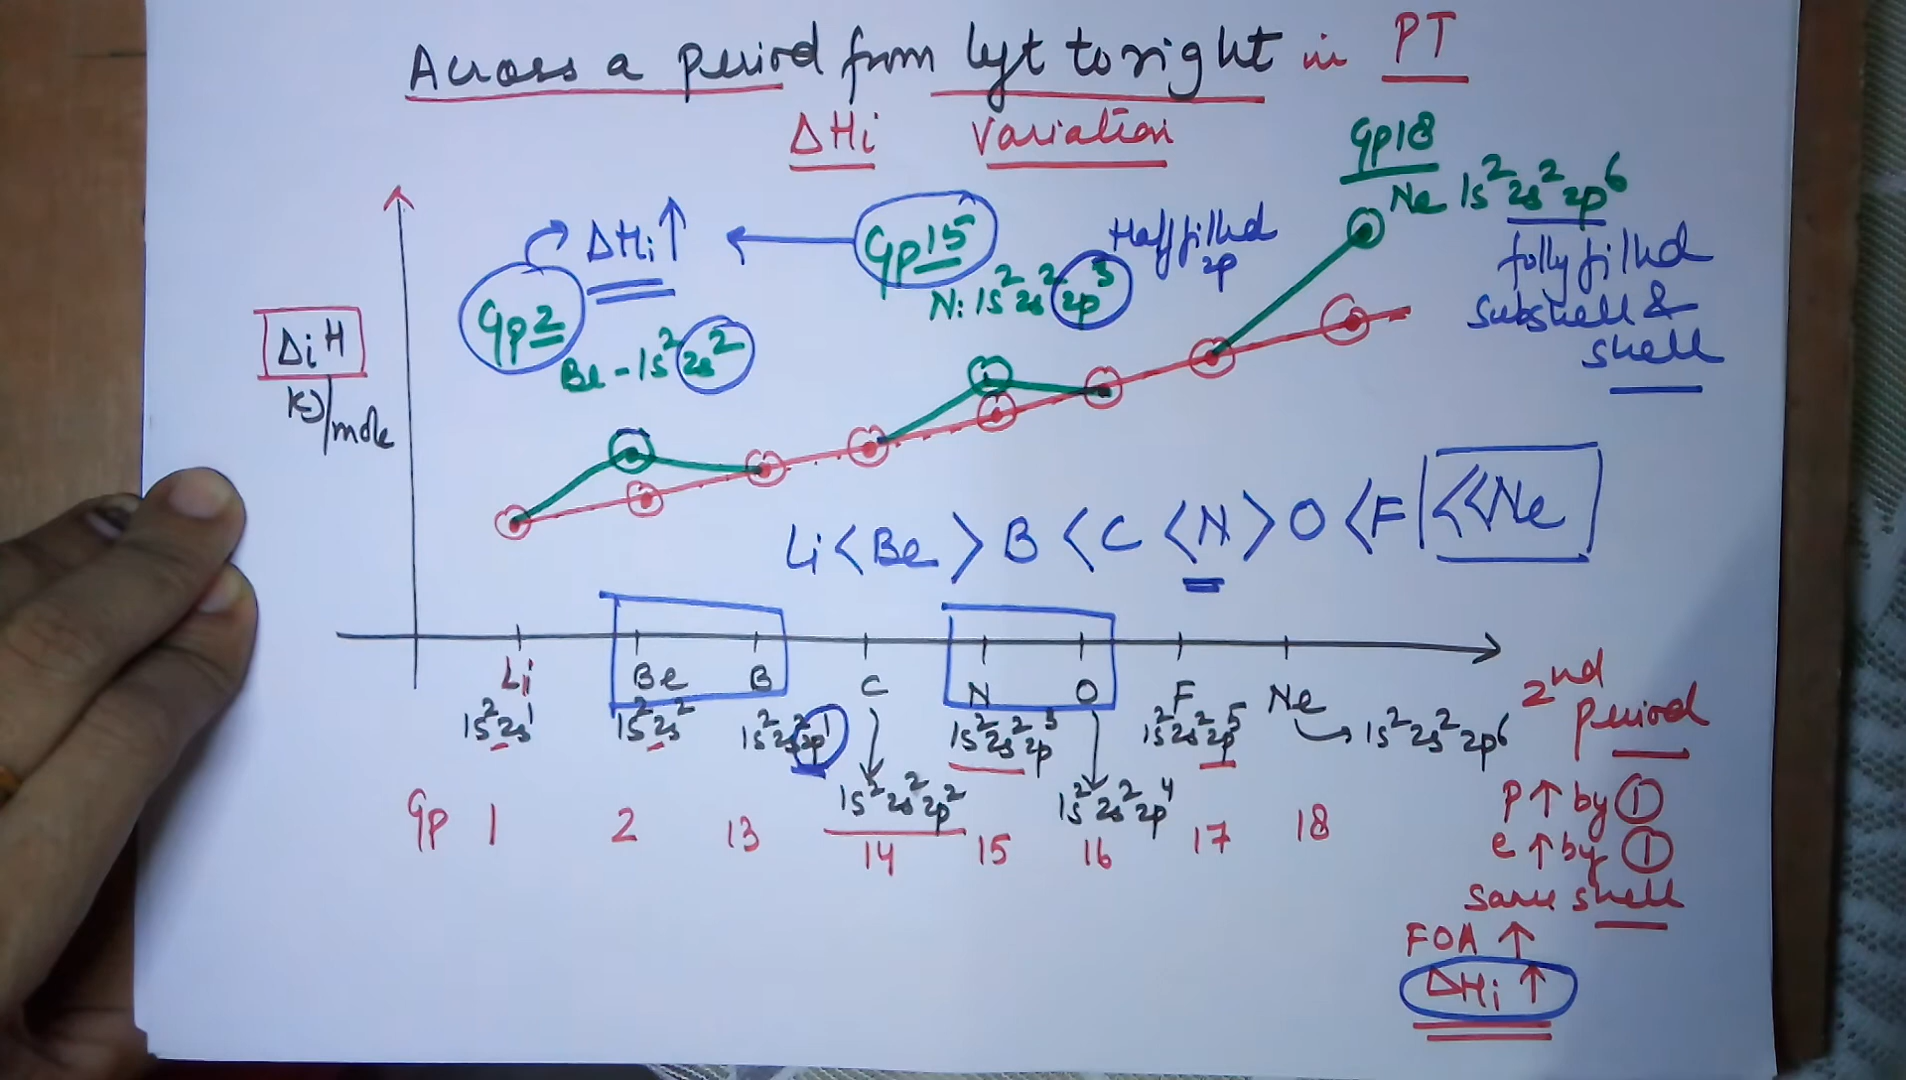 Across a period from left to right in PT
ΔHi Variation
Gp18
Ne 1s² 2s² 2p⁶
fully filled
subshell &
shell
ΔHi↑
Gp15
Half filled
2p
N: 1s² 2s² 2p³
Gp2
Be - 1s² 2s²
ΔiH
KJ/mole
Li < Be > B < C < N > O < F << Ne
Li Be B C N O F Ne
1s² 2s¹ 1s² 2s² 1s² 2s² 2p¹ 1s² 2s² 2p³ 1s² 2s² 2p⁵ → 1s² 2s² 2p⁶
1s² 2s² 2p² 1s² 2s² 2p⁴
Gp 1 2 13 14 15 16 17 18
2nd
period
p↑ by 1
e↑ by 1
same shell
FOA ↑
ΔHi ↑